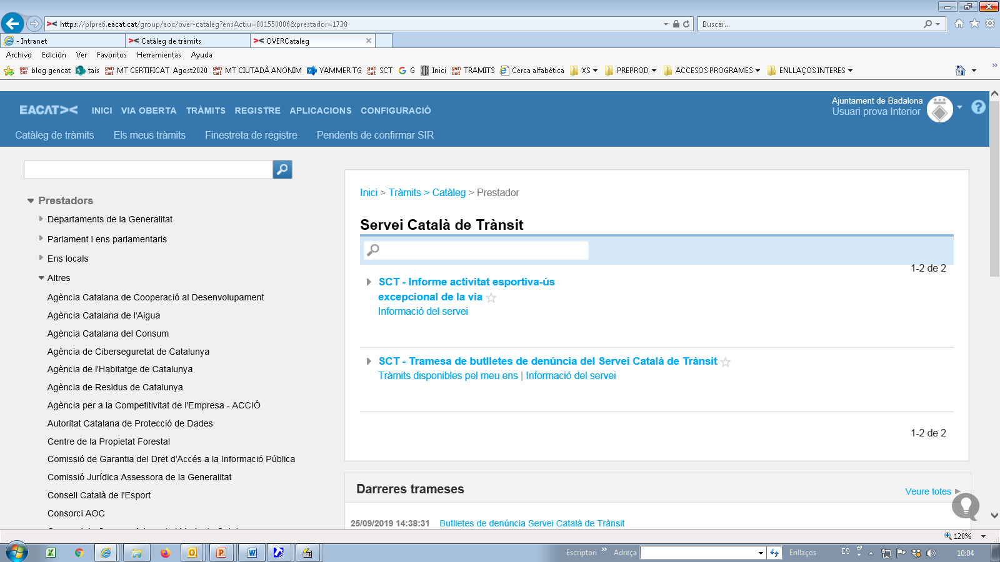 https://plpre6.eacat.cat/group/aoc/over-cataleg?ensActiu=801550006&prestador=1738
Buscar...
- Intranet
Catàleg de tràmits
OVERCataleg
Archivo Edición Ver Favoritos Herramientas Ayuda
gencat blog gencat
tais
gencat MT CERTIFICAT Agost2020
gencat MT CIUTADÀ ANONIM
YAMMER TG
gencat SCT
G
Inici
gencat TRAMITS
Cerca alfabètica
XS
PREPROD
ACCESOS PROGRAMES
ENLLAÇOS INTERES
EACAT
INICI VIA OBERTA TRÀMITS REGISTRE APLICACIONS CONFIGURACIÓ
Ajuntament de Badalona
Usuari prova Interior
Catàleg de tràmits Els meus tràmits Finestreta de registre Pendents de confirmar SIR
Prestadors
Departaments de la Generalitat
Parlament i ens parlamentaris
Ens locals
Altres
Agència Catalana de Cooperació al Desenvolupament
Agència Catalana de l'Aigua
Agència Catalana del Consum
Agència de Ciberseguretat de Catalunya
Agència de l'Habitatge de Catalunya
Agència de Residus de Catalunya
Agència per a la Competitivitat de l'Empresa - ACCIÓ
Autoritat Catalana de Protecció de Dades
Centre de la Propietat Forestal
Comissió de Garantia del Dret d'Accés a la Informació Pública
Comissió Jurídica Assessora de la Generalitat
Consell Català de l'Esport
Consorci AOC
Inici > Tràmits > Catàleg > Prestador
Servei Català de Trànsit
1-2 de 2
SCT - Informe activitat esportiva-ús
excepcional de la via
Informació del servei
SCT - Tramesa de butlletes de denúncia del Servei Català de Trànsit
Tràmits disponibles pel meu ens | Informació del servei
1-2 de 2
Darreres trameses
Veure totes
25/09/2019 14:38:31 Butlletes de denúncia Servei Català de Trànsit
120%
Escriptori
Adreça
Enllaços
ES
10:04